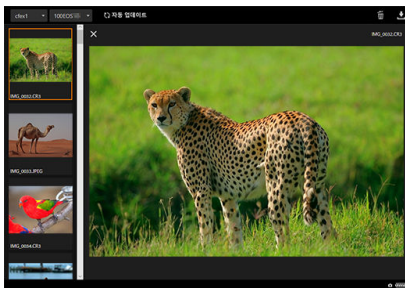 cfex1
100EOS
자동 업데이트
IMG_0032.CR3
IMG_0032.CR3
IMG_0033.JPEG
IMG_0034.CR3